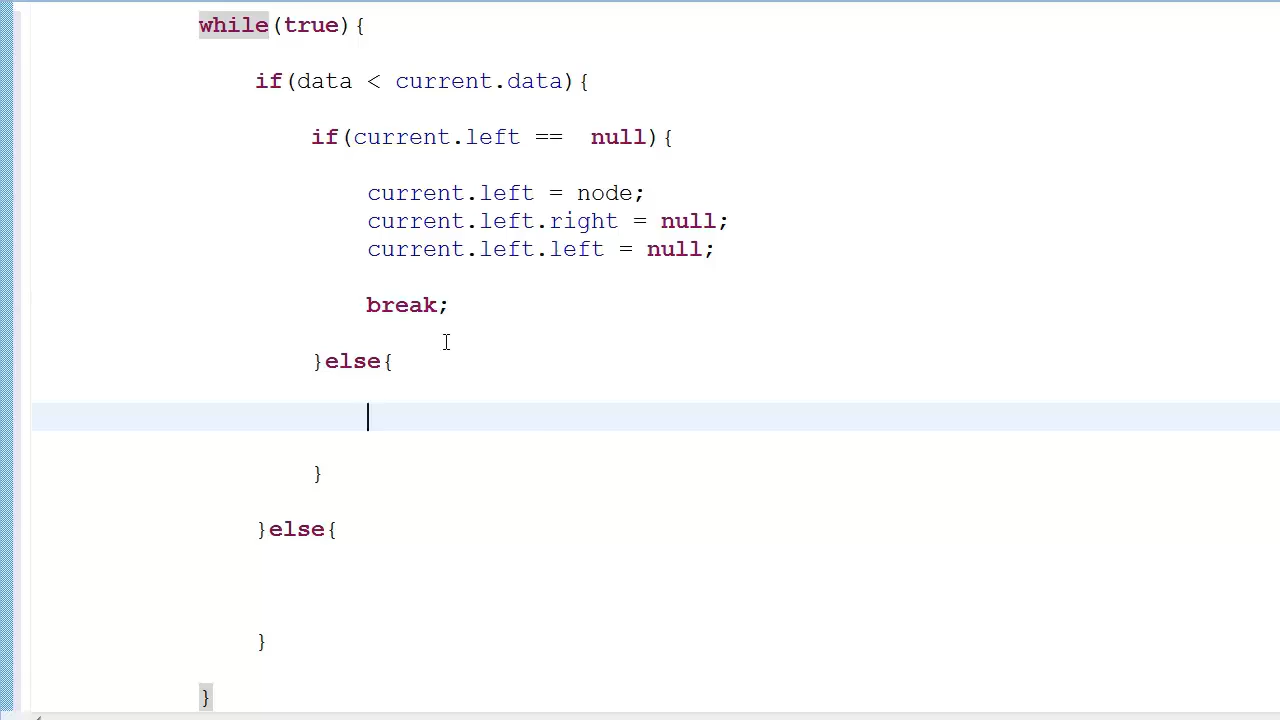 while(true){
if(data < current.data){
if(current.left ==  null){
current.left = node;
current.left.right = null;
current.left.left = null;
break;
}else{
}
}else{
}
}